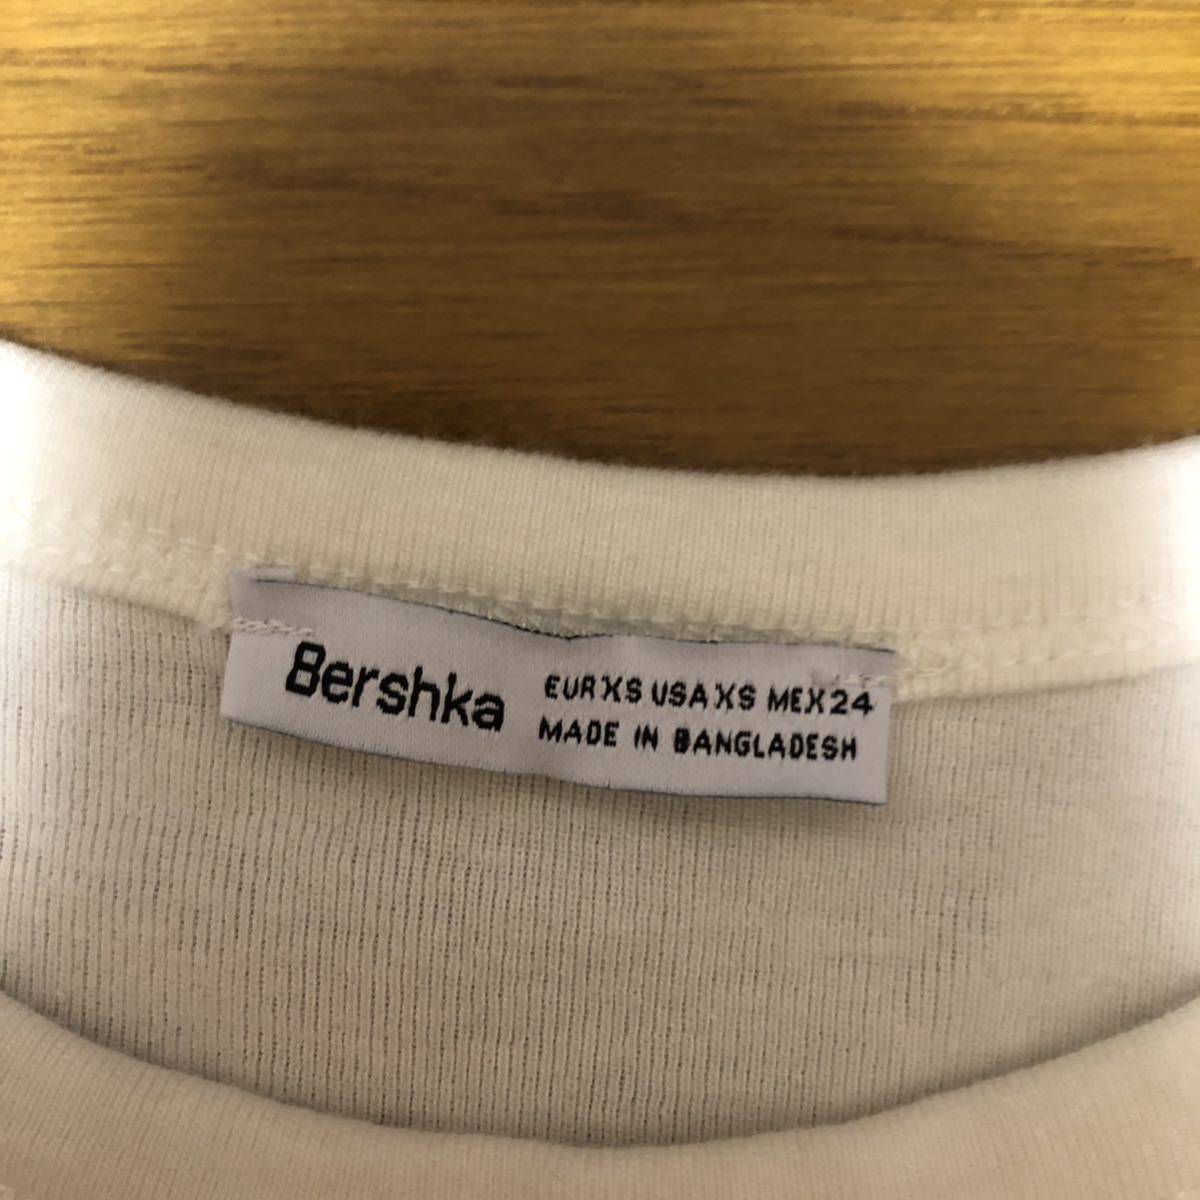 Bershka
EUR XS USA XS MEX 24
MADE IN BANGLADESH